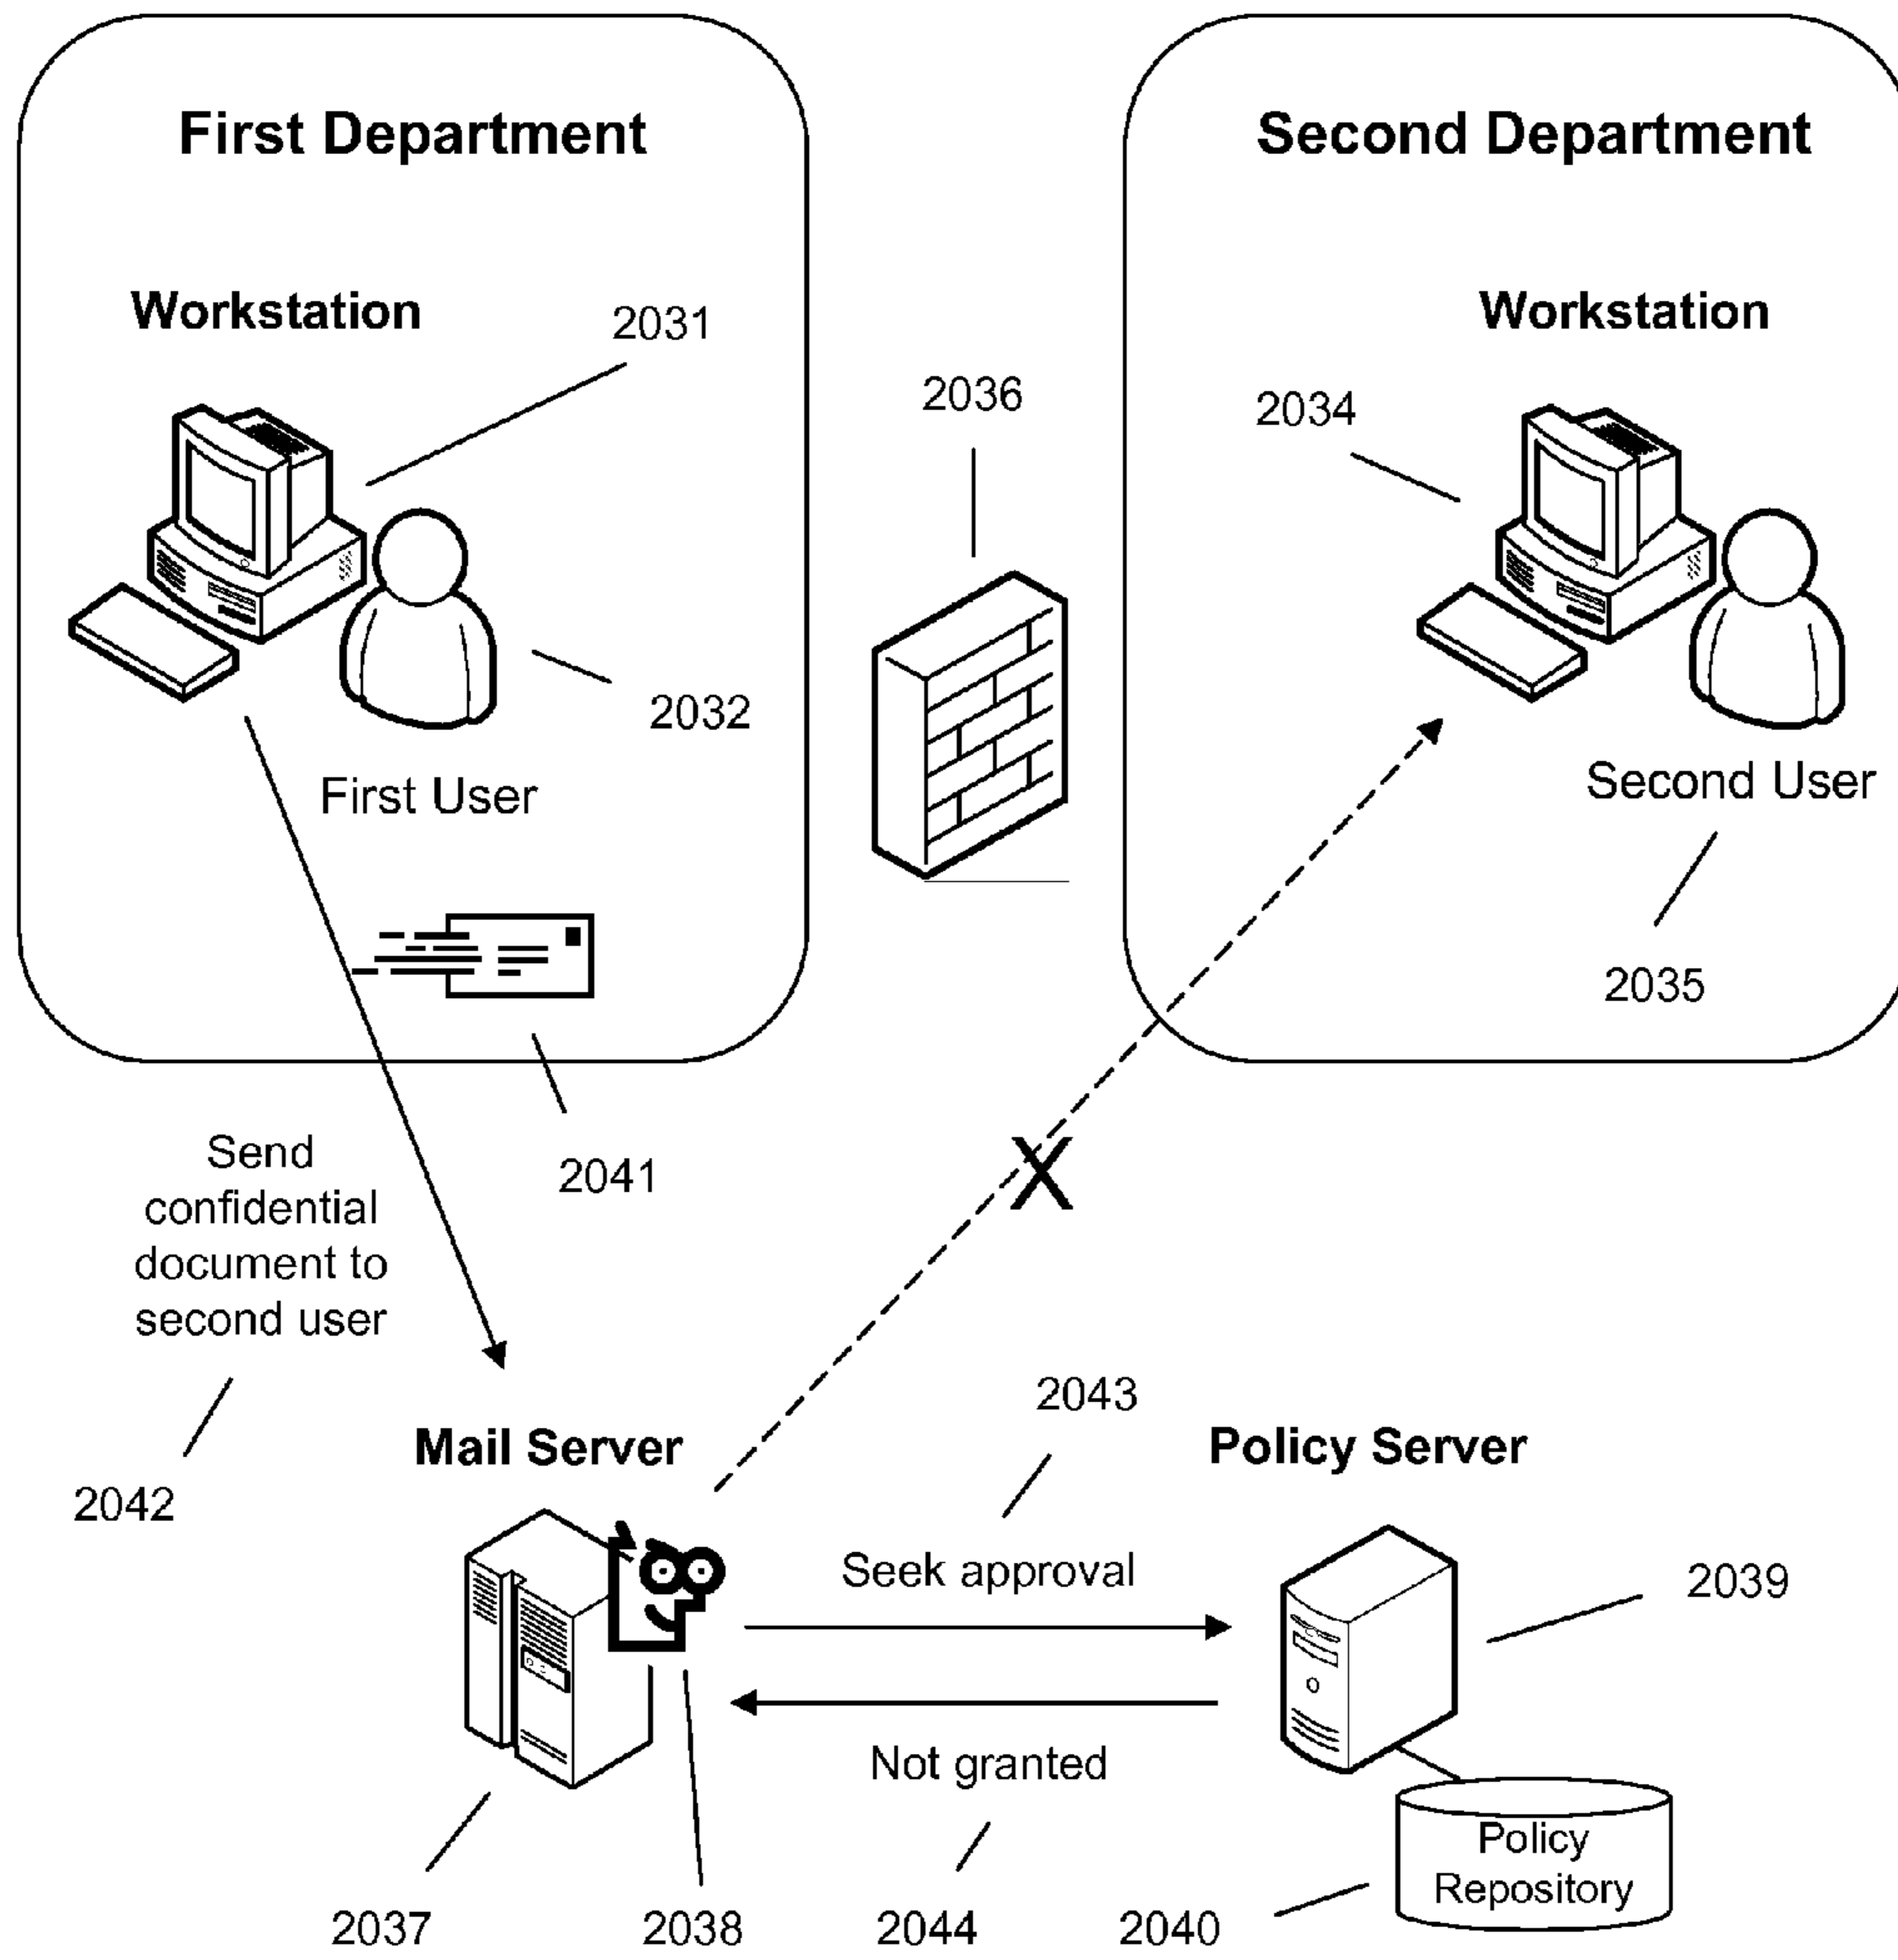 First Department
Second Department
Workstation
2031
Workstation
2036
2034
2032
First User
Second User
2035
Send
confidential
document to
second user
2041
2043
Mail Server
Policy Server
2042
Seek approval
2039
Not granted
Policy
Repository
2037
2038
2044
2040